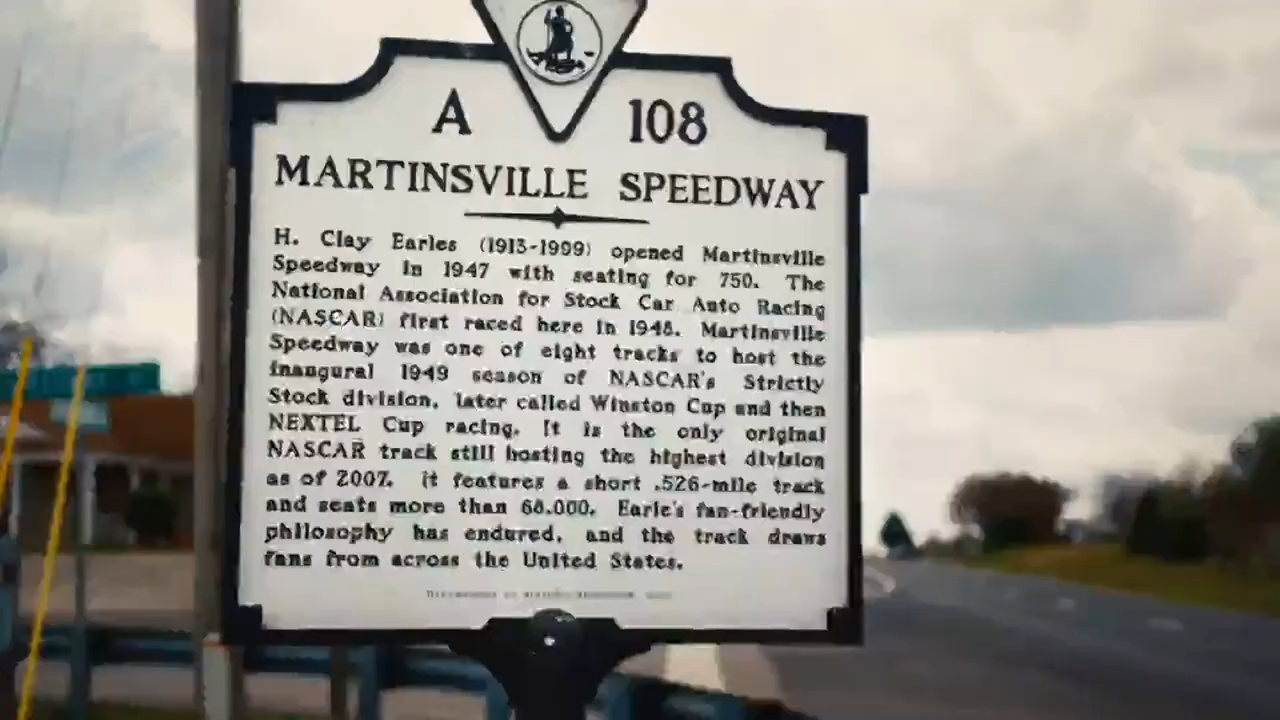 A 108
MARTINSVILLE SPEEDWAY
H. Clay Earles (1913-1999) opened Martinsville
Speedway in 1947 with seating for 750. The
National Association for Stock Car Auto Racing
(NASCAR) first raced here in 1948. Martinsville
Speedway was one of eight tracks to host the
inaugural 1949 season of NASCAR's Strictly
Stock division, later called Winston Cup and then
NEXTEL Cup racing. It is the only original
NASCAR track still hosting the highest division
as of 2007. It features a short .526-mile track
and seats more than 68,000. Earle's fan-friendly
philosophy has endured, and the track draws
fans from across the United States.